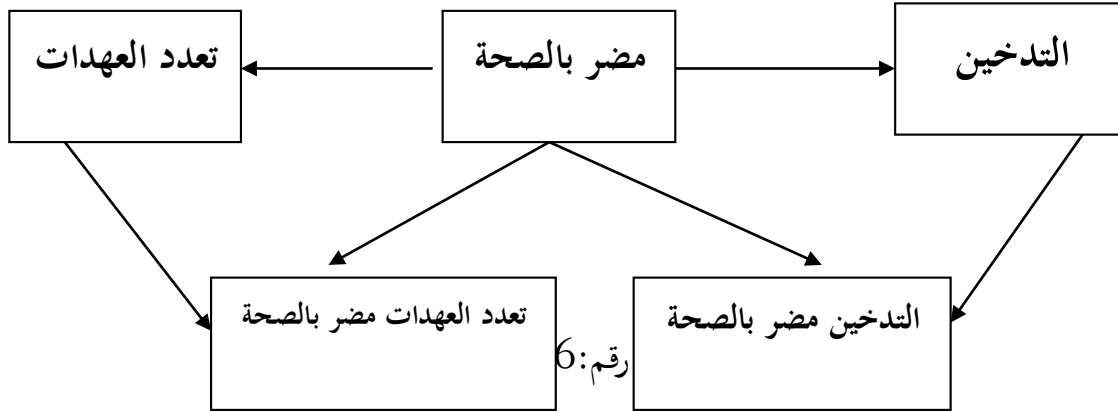 التدخين
مضر بالصحة
تعدد العهدات
التدخين مضر بالصحة
تعدد العهدات مضر بالصحة
رقم:6